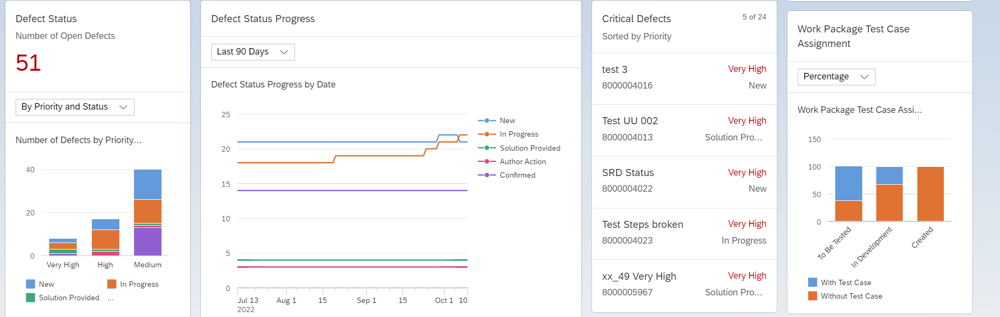 Defect Status
Number of Open Defects
51
By Priority and Status
Number of Defects by Priority...
40
20
0
Very High
High
Medium
New
In Progress
Solution Provided
...
Defect Status Progress
Last 90 Days
Defect Status Progress by Date
25
20
15
10
5
0
Jul 13
2022
Aug 1
15
Sep 1
15
Oct 1
10
New
In Progress
Solution Provided
Author Action
Confirmed
Critical Defects
5 of 24
Sorted by Priority
test 3
Very High
8000004016
New
Test UU 002
Very High
8000004013
Solution Pro...
SRD Status
Very High
8000004022
New
Test Steps broken
Very High
8000004023
In Progress
xx_49 Very High
Very High
8000005967
Solution Pro...
Work Package Test Case
Assignment
Percentage
Work Package Test Case Assi...
150
100
50
0
To Be Tested
In Development
Created
With Test Case
Without Test Case